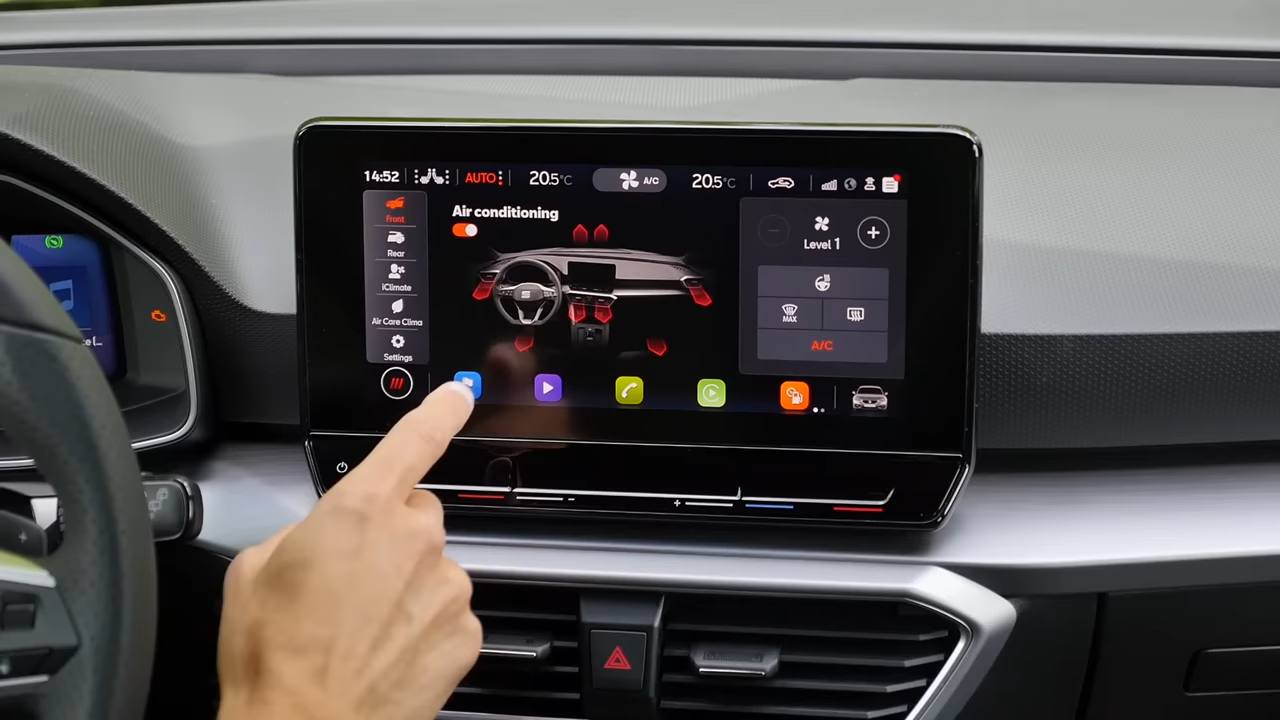 14:52 AUTO 20.5°C A/C 20.5°C
Front
Rear
iClimate
Air Care Clima
Settings
Air conditioning
Level 1
MAX
A/C